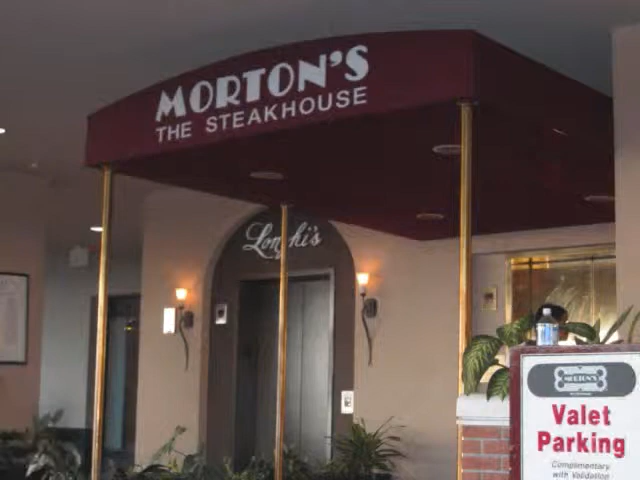 MORTON'S
THE STEAKHOUSE
Longhi's
MORTON'S
Valet
Parking
Complimentary
with Validation